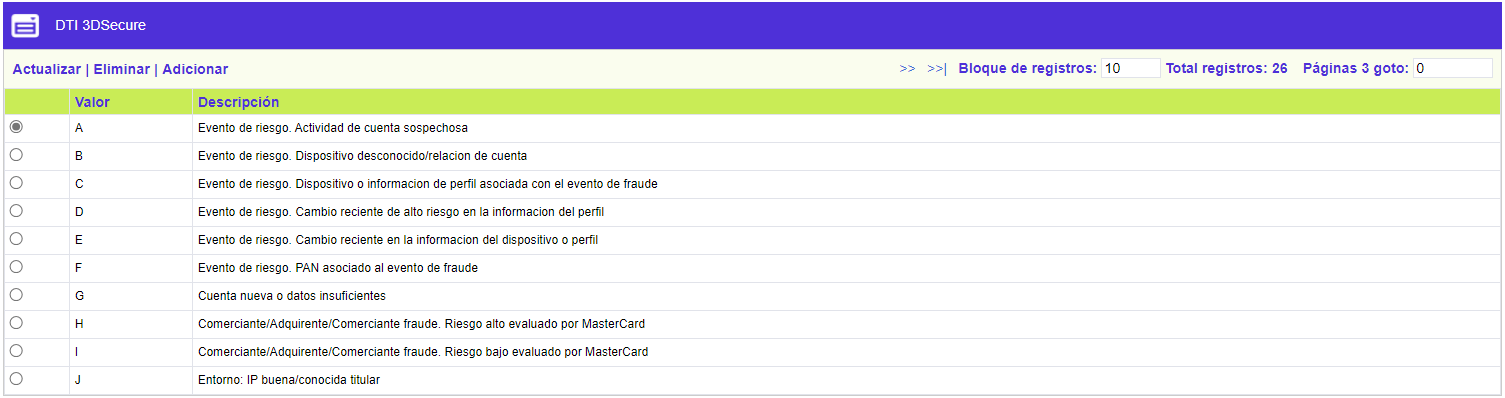 DTI 3DSecure
Actualizar | Eliminar | Adicionar >> >>| Bloque de registros: 10 Total registros: 26 Páginas 3 goto: 0
Valor Descripción
A Evento de riesgo. Actividad de cuenta sospechosa
B Evento de riesgo. Dispositivo desconocido/relacion de cuenta
C Evento de riesgo. Dispositivo o informacion de perfil asociada con el evento de fraude
D Evento de riesgo. Cambio reciente de alto riesgo en la informacion del perfil
E Evento de riesgo. Cambio reciente en la informacion del dispositivo o perfil
F Evento de riesgo. PAN asociado al evento de fraude
G Cuenta nueva o datos insuficientes
H Comerciante/Adquirente/Comerciante fraude. Riesgo alto evaluado por MasterCard
I Comerciante/Adquirente/Comerciante fraude. Riesgo bajo evaluado por MasterCard
J Entorno: IP buena/conocida titular